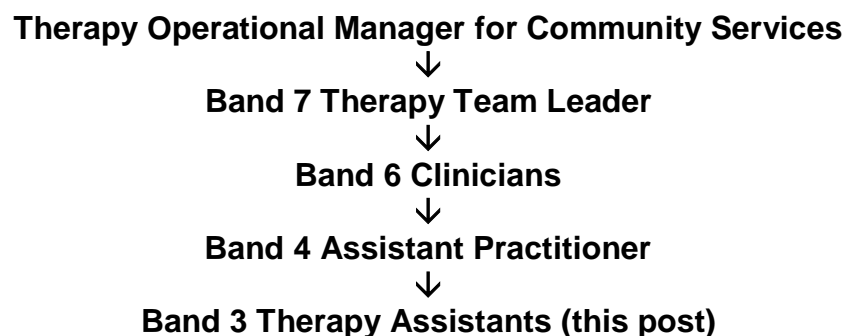 Therapy Operational Manager for Community Services
↓
Band 7 Therapy Team Leader
↓
Band 6 Clinicians
↓
Band 4 Assistant Practitioner
↓
Band 3 Therapy Assistants (this post)